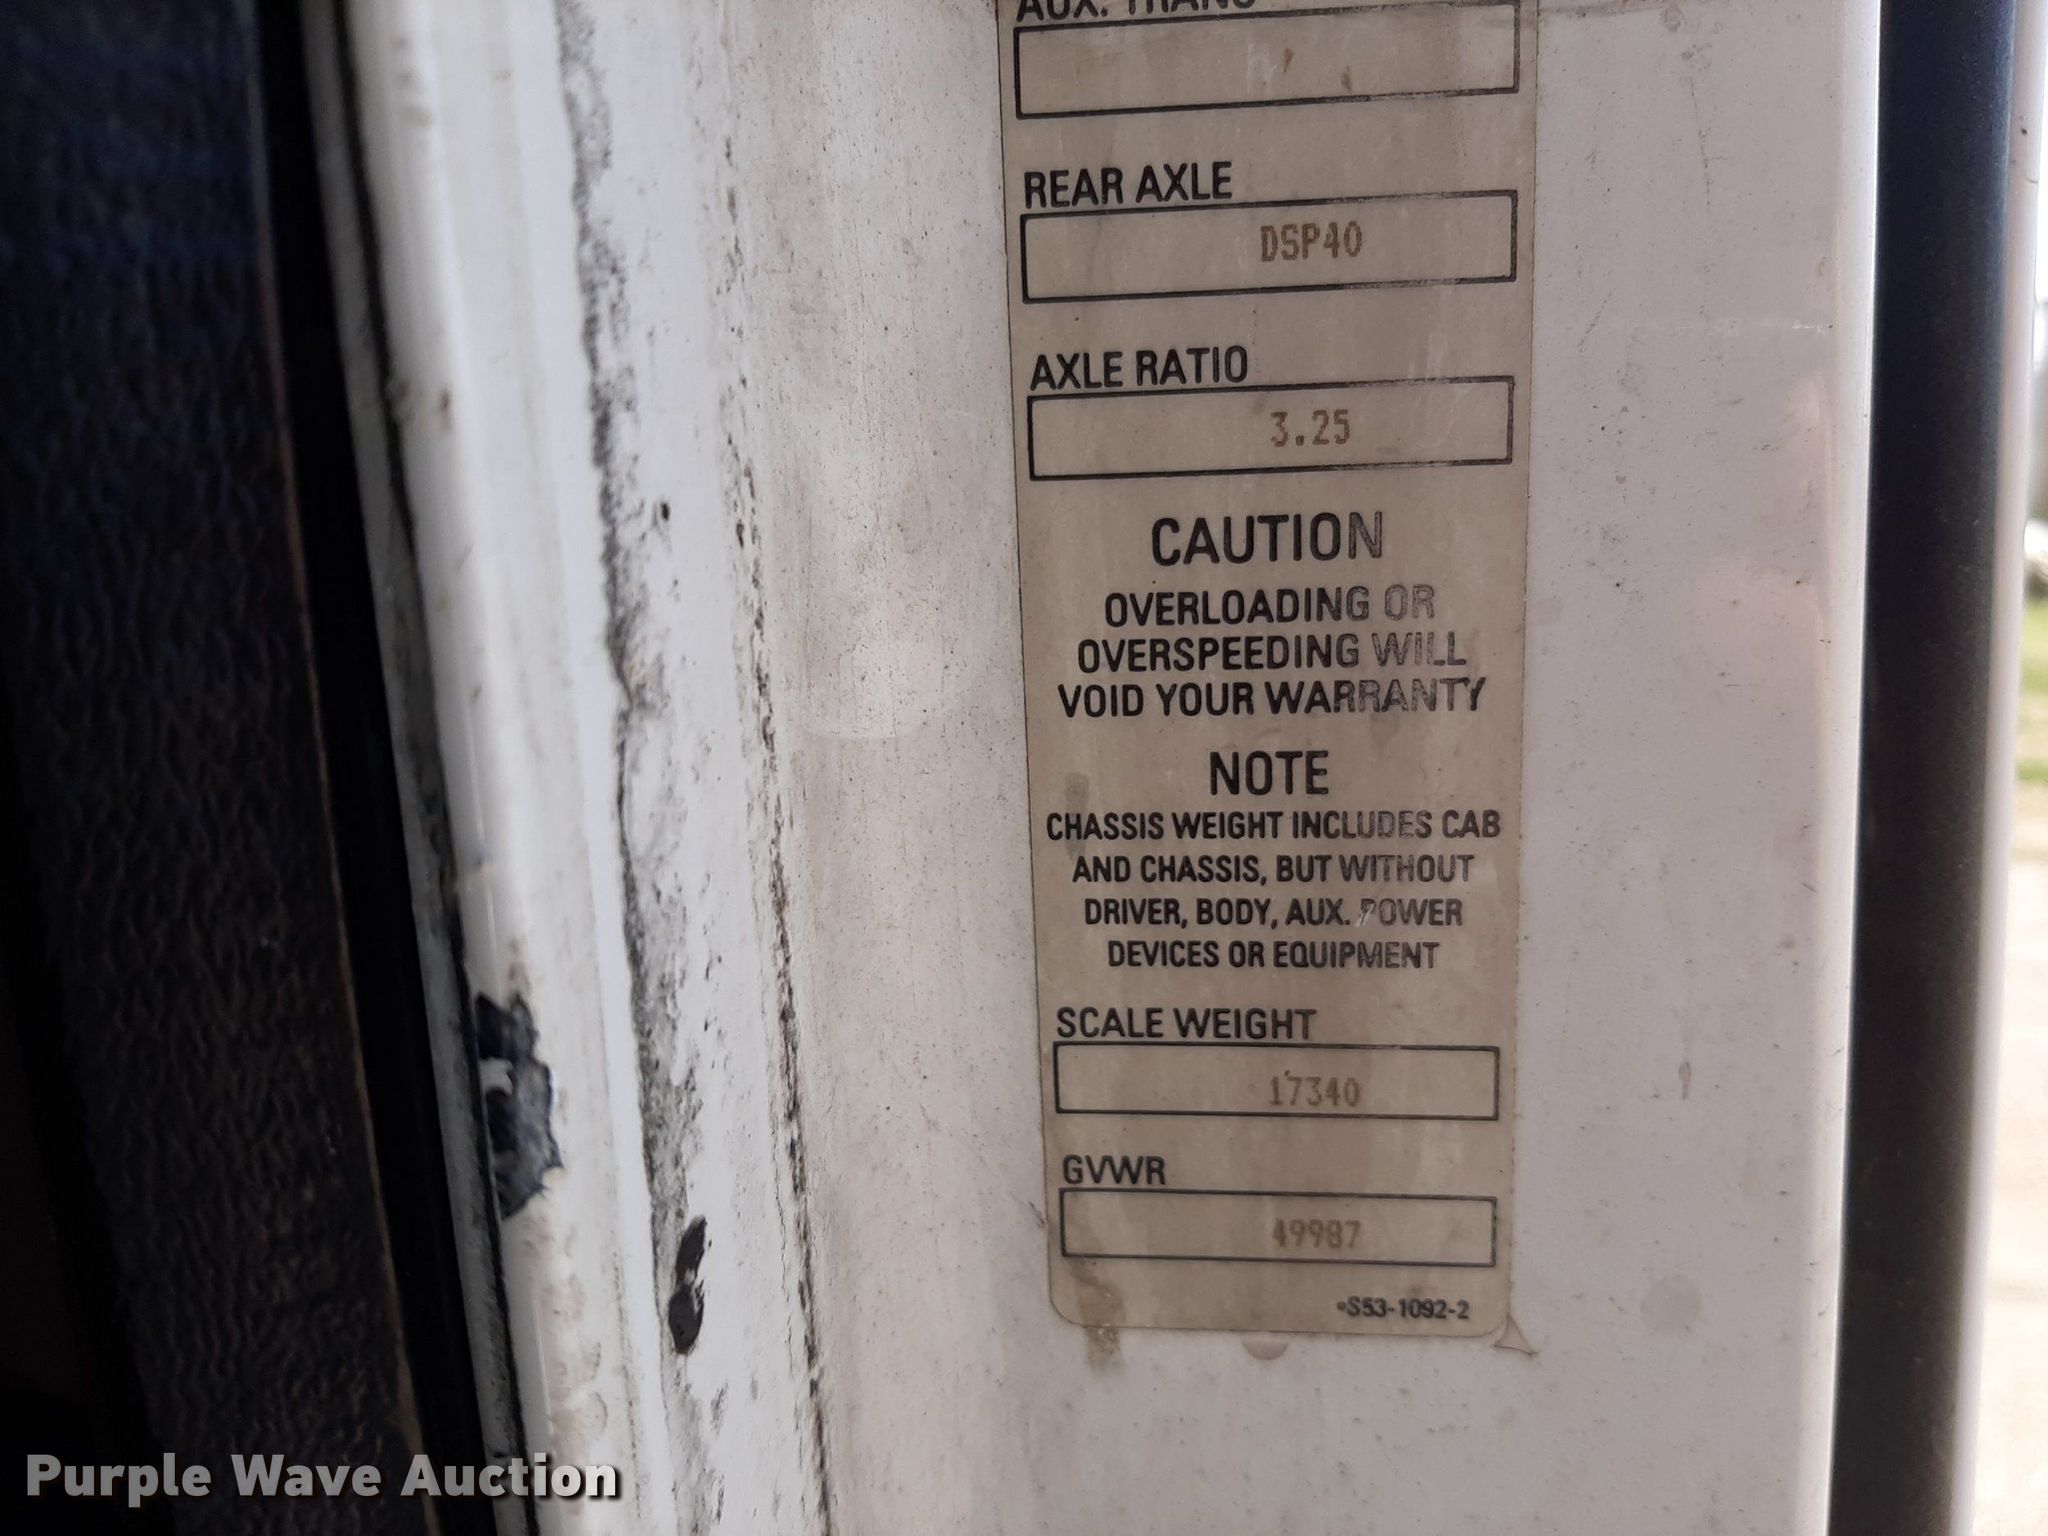 AUX. TRANS
REAR AXLE
DSP40
AXLE RATIO
3.25
CAUTION
OVERLOADING OR
OVERSPEEDING WILL
VOID YOUR WARRANTY
NOTE
CHASSIS WEIGHT INCLUDES CAB
AND CHASSIS, BUT WITHOUT
DRIVER, BODY, AUX. POWER
DEVICES OR EQUIPMENT
SCALE WEIGHT
17340
GVWR
49987
•S53-1092-2
Purple Wave Auction